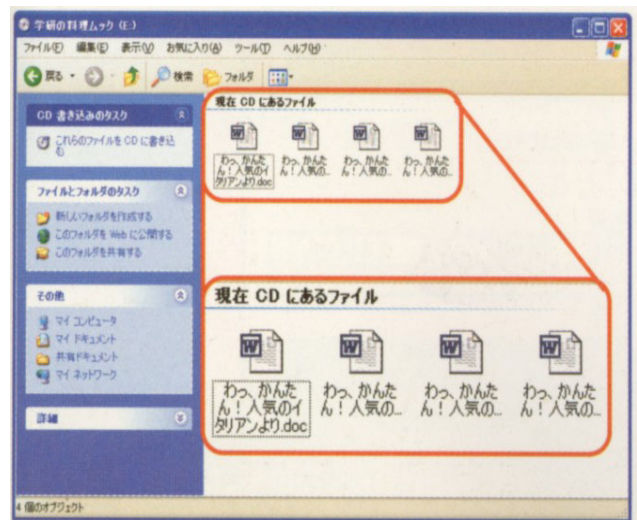 学研の料理ムック (E:)
ファイル(F) 編集(E) 表示(V) お気に入り(A) ツール(T) ヘルプ(H)
戻る 検索 フォルダ
CD 書き込みのタスク
これらのファイルを CD に書き込
む
ファイルとフォルダのタスク
新しいフォルダを作成する
このフォルダを Web に公開する
このフォルダを共有する
その他
マイ コンピュータ
マイ ドキュメント
共有ドキュメント
マイ ネットワーク
詳細
現在 CD にあるファイル
わっ、かんた わっ、かんた わっ、かんた わっ、かんた
ん！人気のイ ん！人気の... ん！人気の... ん！人気の...
タリアンより.doc
現在 CD にあるファイル
わっ、かんた わっ、かんた わっ、かんた わっ、かんた
ん！人気のイ ん！人気の... ん！人気の... ん！人気の...
タリアンより.doc
4 個のオブジェクト